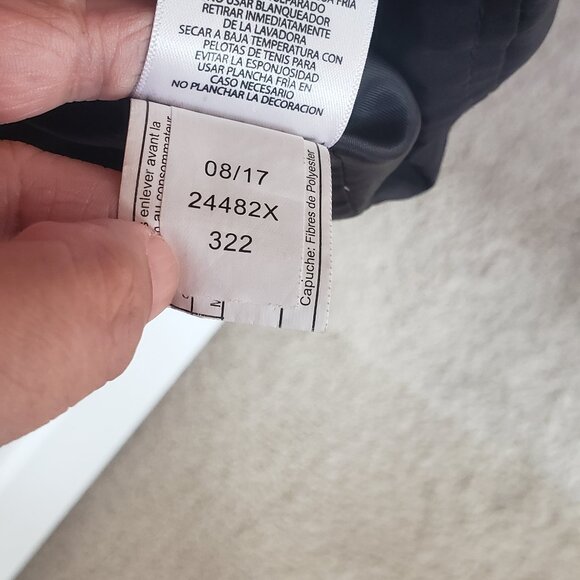 USAR BLANQUEADOR
RETIRAR INMEDIATAMENTE
DE LA LAVADORA
SECAR A BAJA TEMPERATURA CON
PELOTAS DE TENIS PARA
EVITAR LA ESPONJOSIDAD
USAR PLANCHA FRÍA EN
CASO NECESARIO
NO PLANCHAR LA DECORACION
enlever avant la
au consommateur
08/17
24482X
322
Capuche: Fibres de Polyester